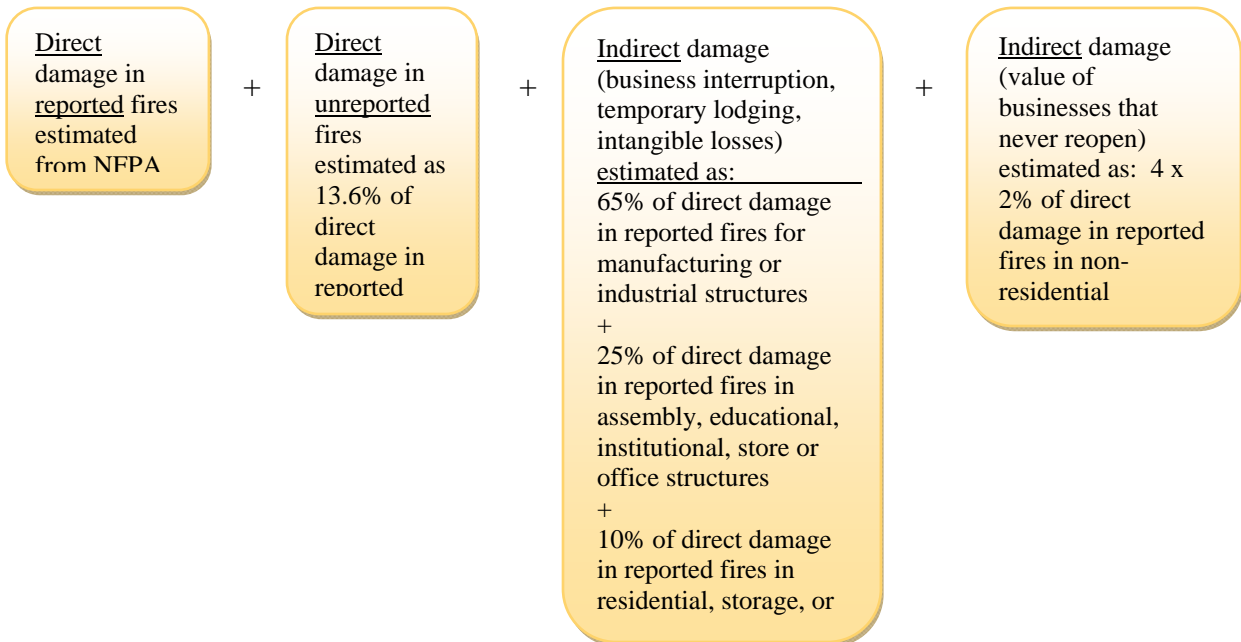 Direct
damage in
reported fires
estimated
from NFPA
+
Direct
damage in
unreported
fires
estimated as
13.6% of
direct
damage in
reported
+
Indirect damage
(business interruption,
temporary lodging,
intangible losses)
estimated as:
65% of direct damage
in reported fires for
manufacturing or
industrial structures
+
25% of direct damage
in reported fires in
assembly, educational,
institutional, store or
office structures
+
10% of direct damage
in reported fires in
residential, storage, or
+
Indirect damage
(value of
businesses that
never reopen)
estimated as: 4 x
2% of direct
damage in reported
fires in non-
residential